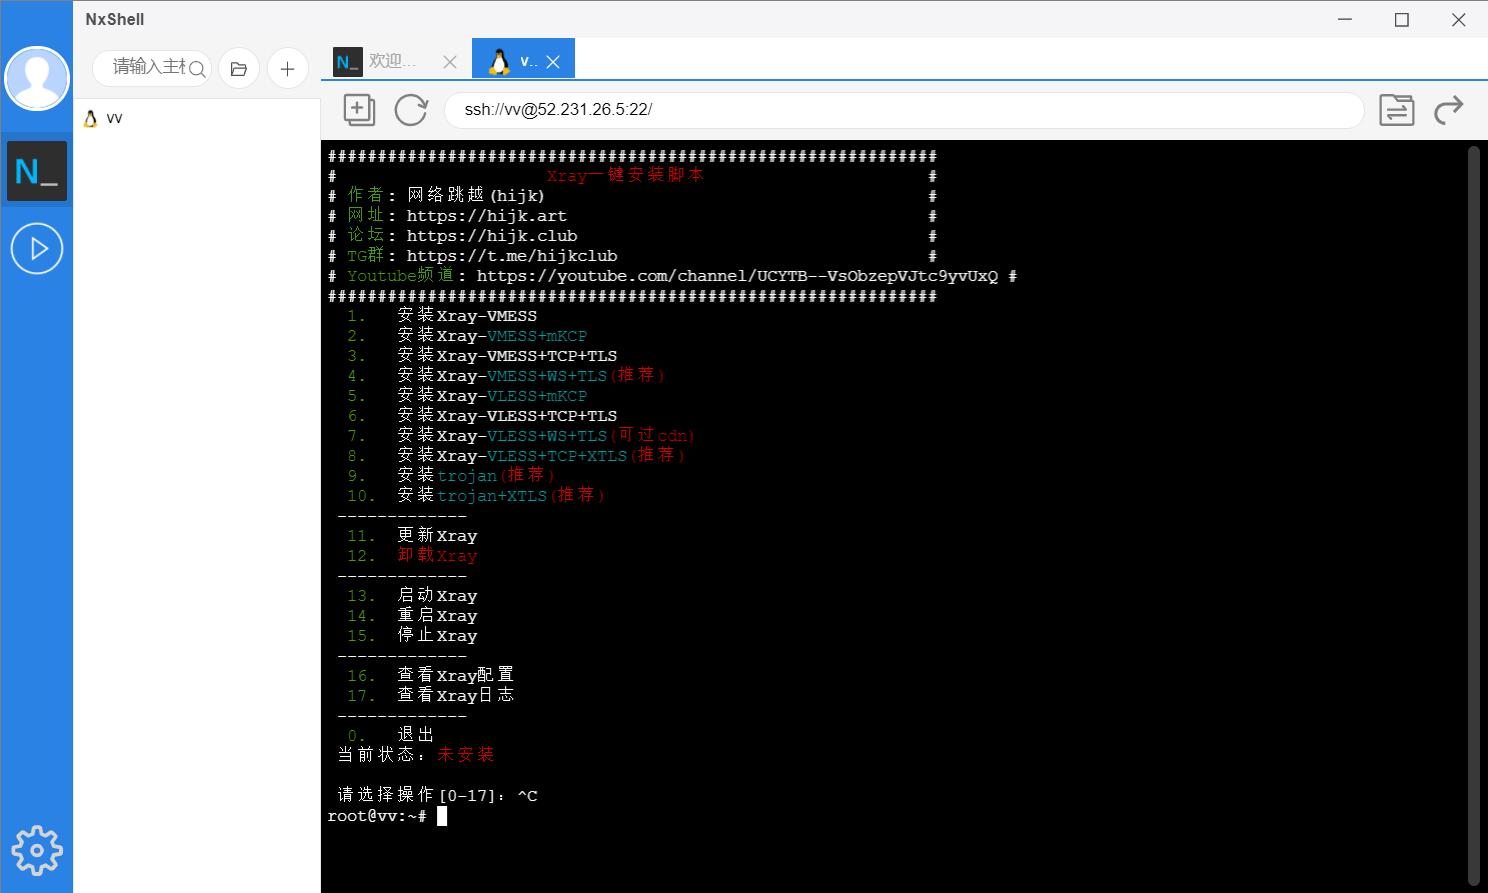 NxShell
请输入主机
欢迎...
v..
vv
ssh://vv@52.231.26.5:22/
N_
#############################################################
# Xray一键安装脚本 #
# 作者: 网络跳越(hijk) #
# 网址: https://hijk.art #
# 论坛: https://hijk.club #
# TG群: https://t.me/hijkclub #
# Youtube频道: https://youtube.com/channel/UCYTB--VsObzepVJtc9yvUxQ #
#############################################################
1. 安装Xray-VMESS
2. 安装Xray-VMESS+mKCP
3. 安装Xray-VMESS+TCP+TLS
4. 安装Xray-VMESS+WS+TLS(推荐)
5. 安装Xray-VLESS+mKCP
6. 安装Xray-VLESS+TCP+TLS
7. 安装Xray-VLESS+WS+TLS(可过cdn)
8. 安装Xray-VLESS+TCP+XTLS(推荐)
9. 安装trojan(推荐)
10. 安装trojan+XTLS(推荐)
-------------
11. 更新Xray
12. 卸载Xray
-------------
13. 启动Xray
14. 重启Xray
15. 停止Xray
-------------
16. 查看Xray配置
17. 查看Xray日志
-------------
0. 退出
当前状态: 未安装
请选择操作[0-17]: ^C
root@vv:~#